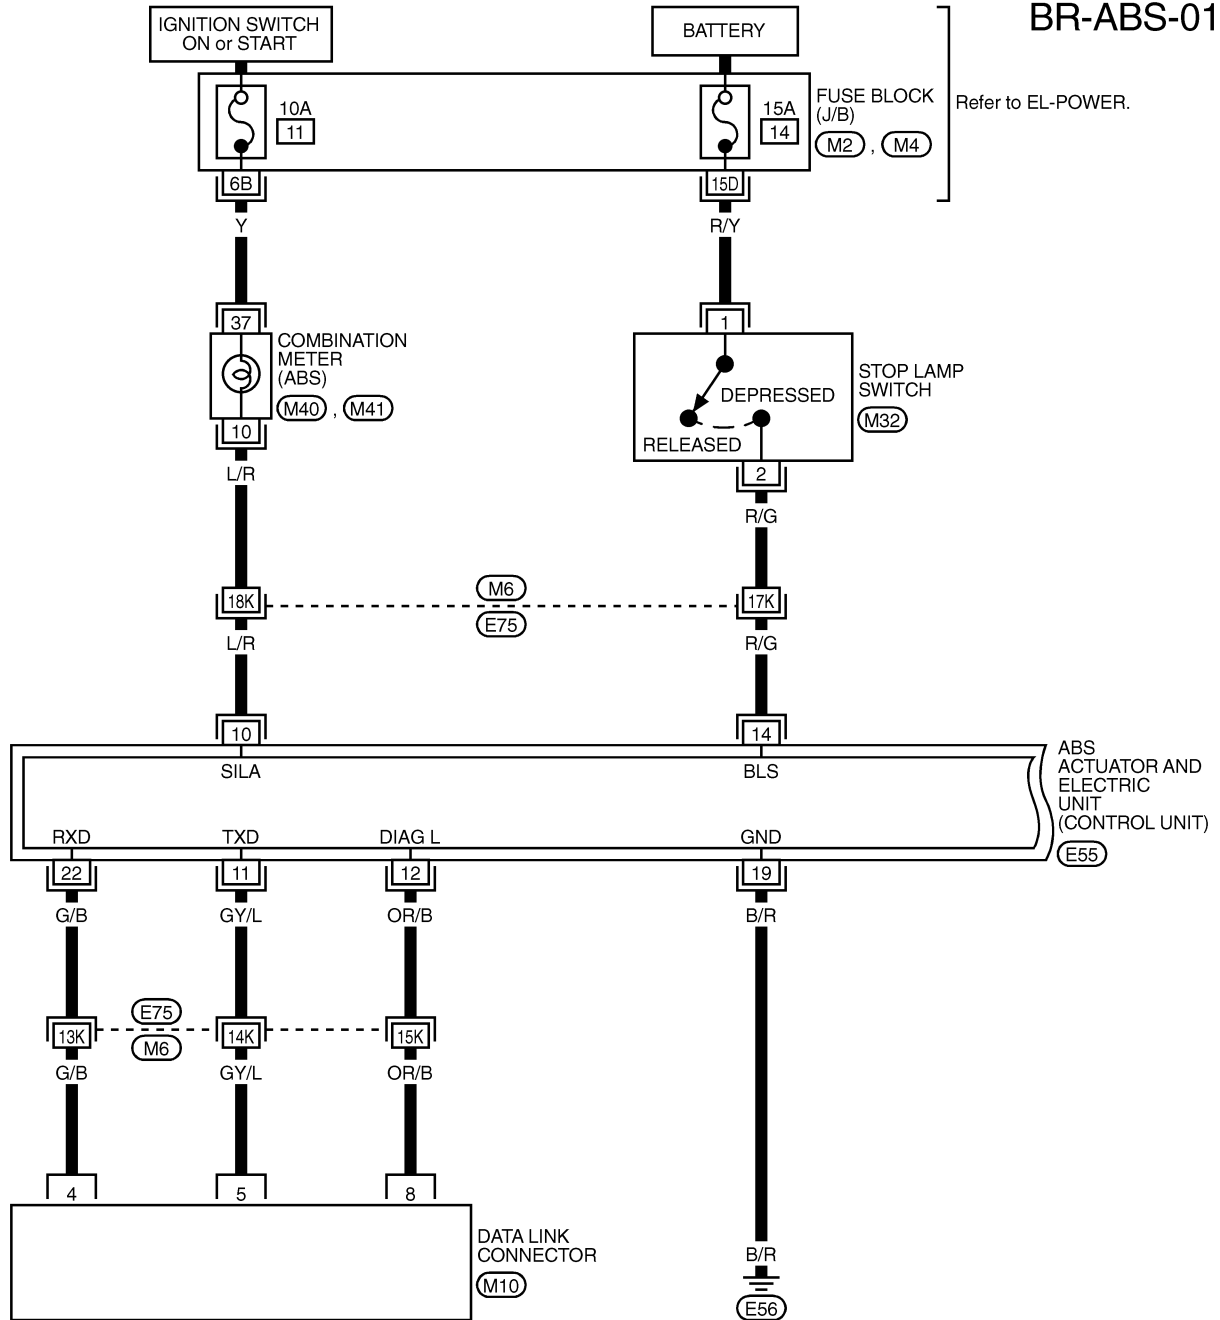 BR-ABS-01
IGNITION SWITCH
ON or START
BATTERY
10A
11
15A
14
FUSE BLOCK
(J/B)
M2 , M4
Refer to EL-POWER.
6B
15D
Y
R/Y
37
1
COMBINATION
METER
(ABS)
M40 , M41
STOP LAMP
SWITCH
M32
DEPRESSED
RELEASED
10
2
L/R
R/G
M6
18K
17K
E75
L/R
R/G
10
14
SILA
BLS
ABS
ACTUATOR AND
ELECTRIC
UNIT
(CONTROL UNIT)
E55
RXD
TXD
DIAG L
GND
22
11
12
19
G/B
GY/L
OR/B
B/R
E75
13K
14K
15K
M6
G/B
GY/L
OR/B
4
5
8
DATA LINK
CONNECTOR
M10
B/R
E56